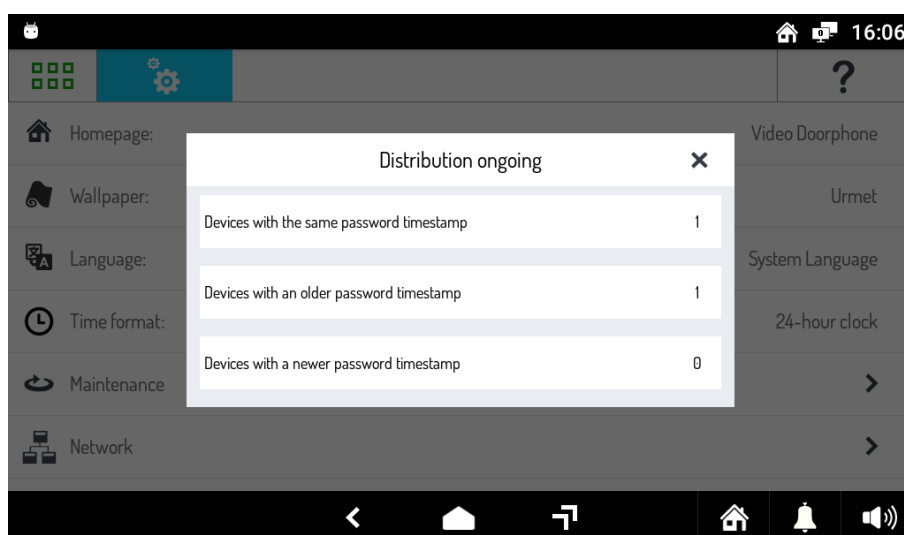 16:06
?
Homepage:
Video Doorphone
Distribution ongoing
Wallpaper:
Urmet
Devices with the same password timestamp 1
Language:
System Language
Devices with an older password timestamp 1
Time format:
24-hour clock
Devices with a newer password timestamp 0
Maintenance
Network